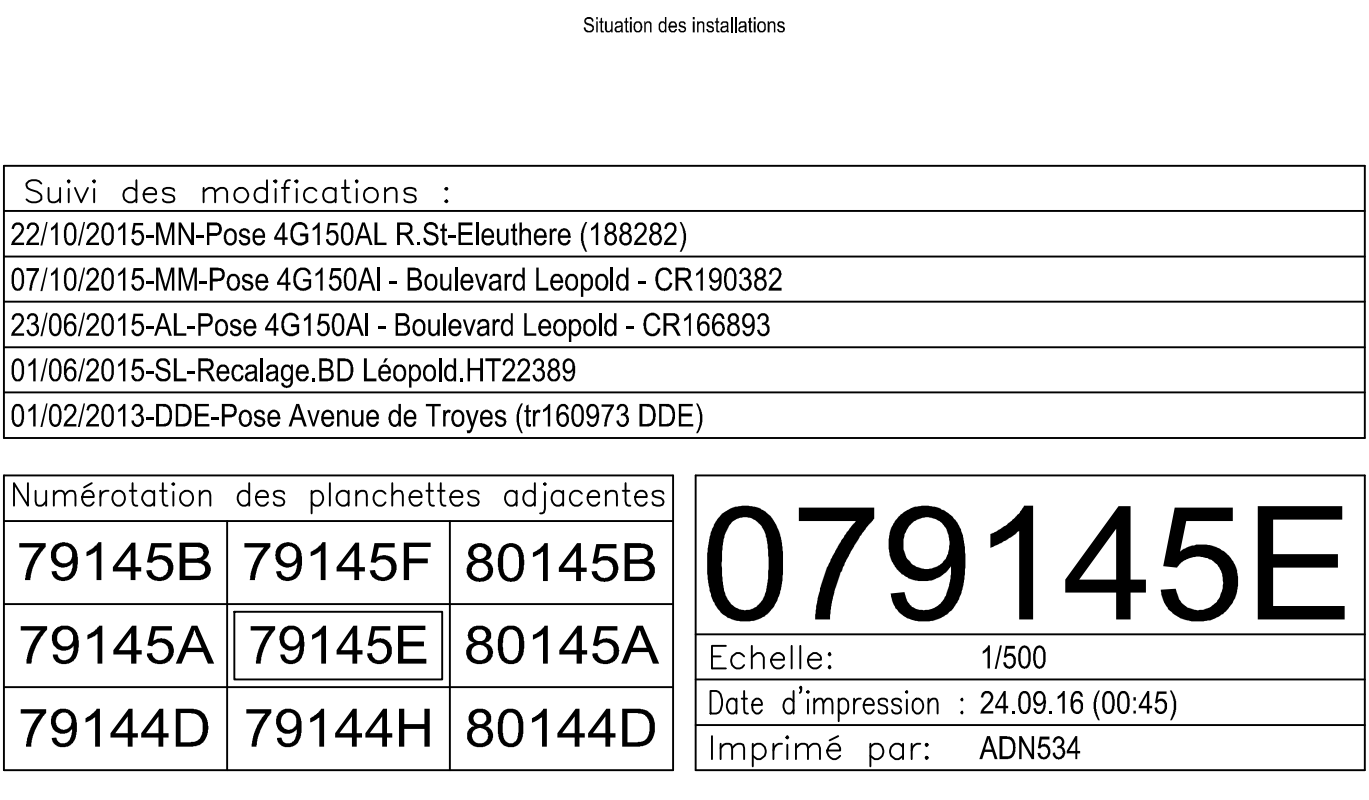 Situation des installations
Suivi des modifications :
22/10/2015-MN-Pose 4G150AL R.St-Eleuthere (188282)
07/10/2015-MM-Pose 4G150Al - Boulevard Leopold - CR190382
23/06/2015-AL-Pose 4G150Al - Boulevard Leopold - CR166893
01/06/2015-SL-Recalage.BD Léopold.HT22389
01/02/2013-DDE-Pose Avenue de Troyes (tr160973 DDE)
Numérotation des planchettes adjacentes
79145B 79145F 80145B
79145A 79145E 80145A
79144D 79144H 80144D
079145E
Echelle: 1/500
Date d'impression : 24.09.16 (00:45)
Imprimé par: ADN534